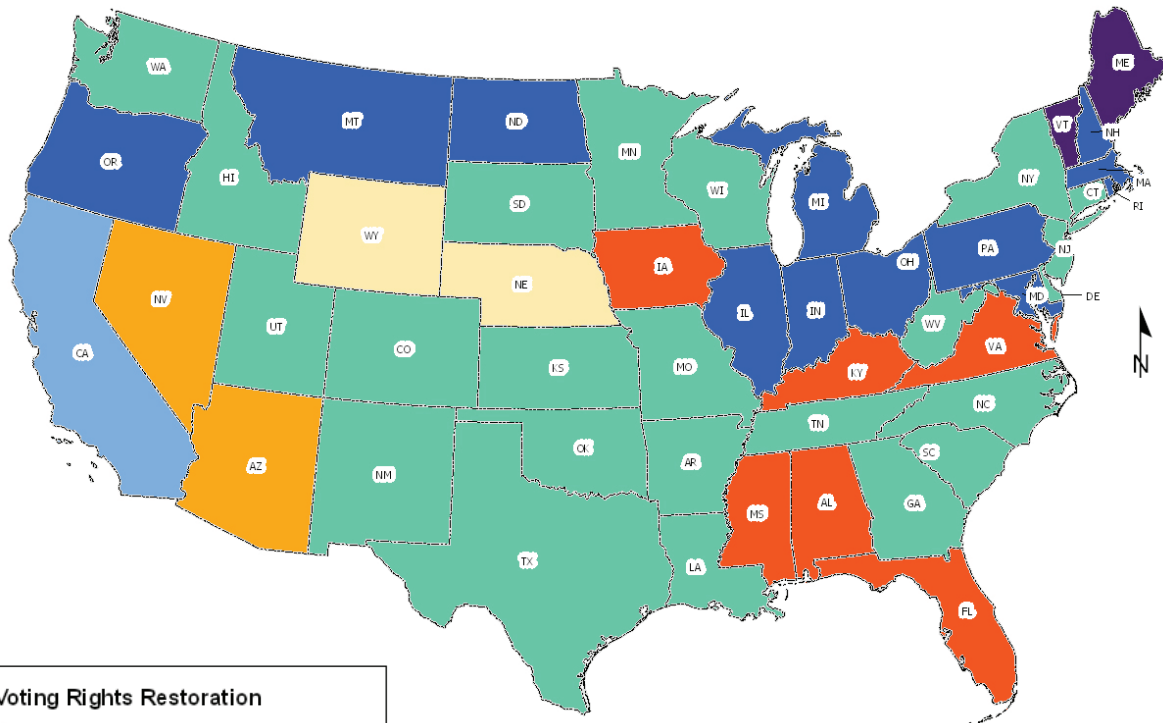 ME
WA
MT
ND
VT
NH
MN
OR
HI
NY
MA
WI
CT
SD
MI
RI
WY
PA
NJ
OH
IA
NE
MD
DE
NV
IL
IN
WV
UT
VA
CA
CO
KS
MO
KY
NC
TN
OK
SC
AZ
AR
NM
GA
AL
MS
TX
LA
FL
N
Voting Rights Restoration